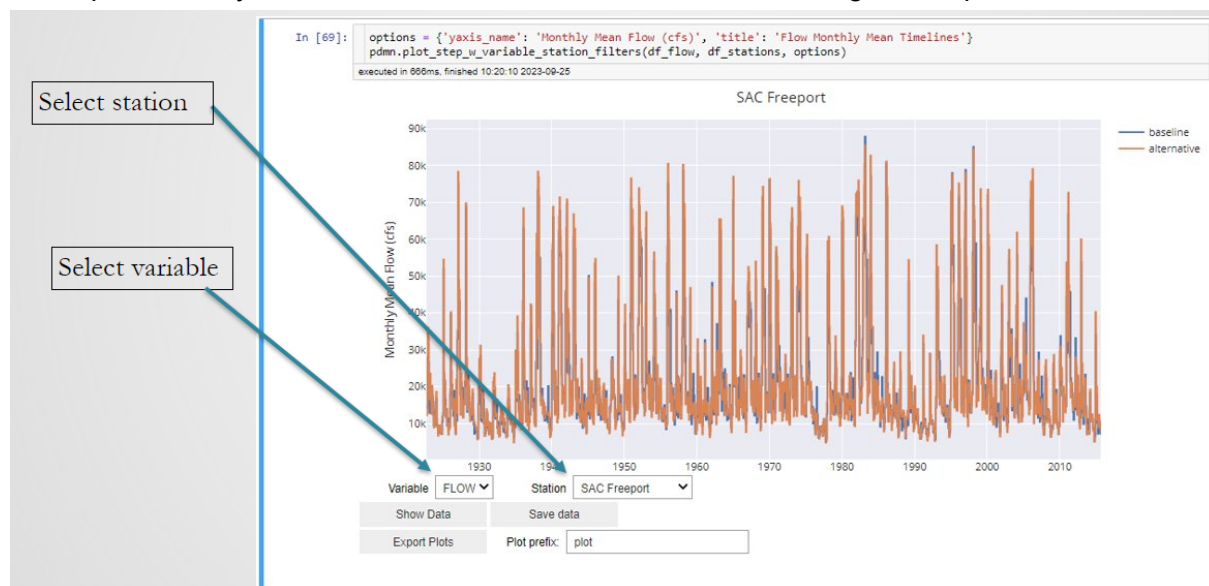 In [69]:
options = {'yaxis_name': 'Monthly Mean Flow (cfs)', 'title': 'Flow Monthly Mean Timelines'}
pdmn.plot_step_w_variable_station_filters(df_flow, df_stations, options)
executed in 666ms, finished 10:20:10 2023-09-25
Select station
Select variable
SAC Freeport
baseline
alternative
Monthly Mean Flow (cfs)
90k
80k
70k
60k
50k
40k
30k
20k
10k
1930 1940 1950 1960 1970 1980 1990 2000 2010
Variable FLOW Station SAC Freeport
Show Data Save data
Export Plots Plot prefix: plot